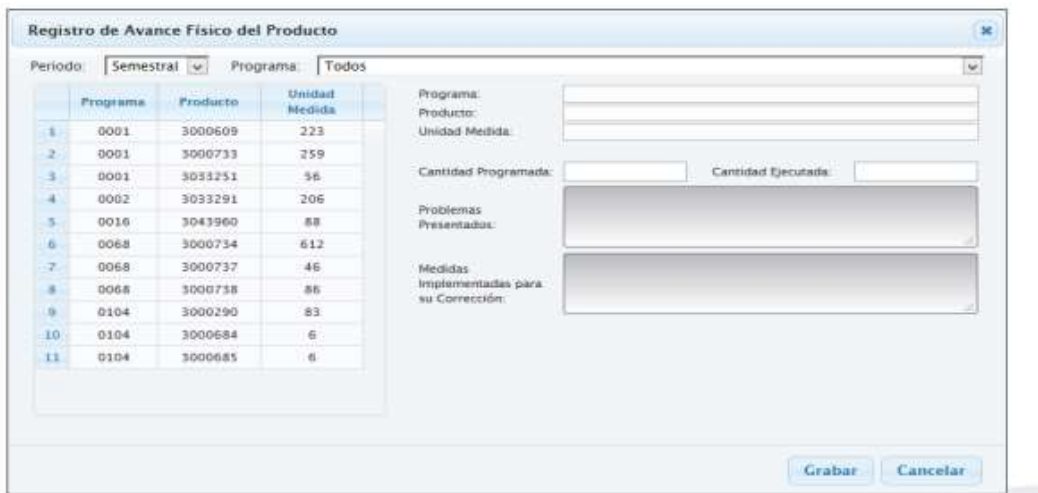 Registro de Avance Físico del Producto
Periodo: Semestral Programa: Todos
Programa Producto Unidad Medida
1 0001 3000609 223
2 0001 3000733 259
3 0001 3033251 56
4 0002 3033291 206
5 0016 3043960 88
6 0068 3000734 612
7 0068 3000737 46
8 0068 3000738 86
9 0104 3000290 83
10 0104 3000684 6
11 0104 3000685 6
Programa:
Producto:
Unidad Medida:
Cantidad Programada: Cantidad Ejecutada:
Problemas
Presentados:
Medidas
Implementadas para
su Corrección:
Grabar Cancelar